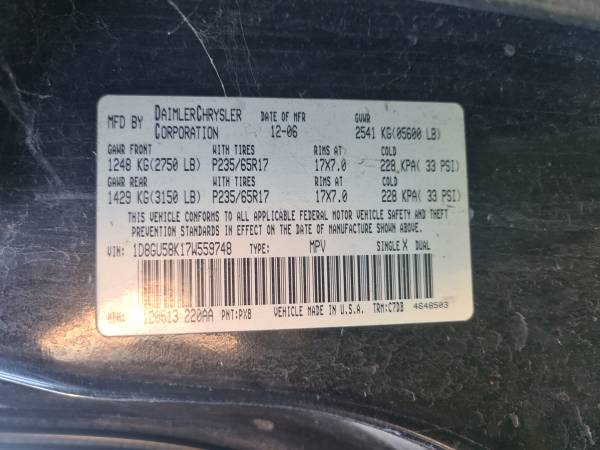 MFD BY DAIMLERCHRYSLER CORPORATION DATE OF MFR 12-06 GVWR 2541 KG(05600 LB)
GAWR FRONT WITH TIRES RIMS AT COLD
1248 KG(2750 LB) P235/65R17 17X7.0 228 KPA( 33 PSI)
GAWR REAR WITH TIRES RIMS AT COLD
1429 KG(3150 LB) P235/65R17 17X7.0 228 KPA( 33 PSI)
THIS VEHICLE CONFORMS TO ALL APPLICABLE FEDERAL MOTOR VEHICLE SAFETY AND THEFT
PREVENTION STANDARDS IN EFFECT ON THE DATE OF MANUFACTURE SHOWN ABOVE.
VIN: 1D8GU58K17W559748 TYPE: MPV SINGLE X DUAL
MDH: 120613 220AA PNT:PXB VEHICLE MADE IN U.S.A. TRM:C7DB 4648503